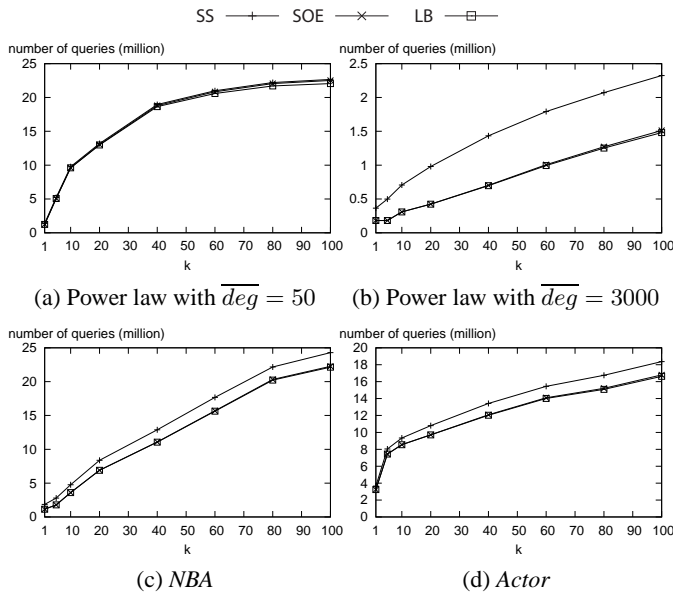 SS SOE LB
number of queries (million)
25
20
15
10
5
0
1 10 20 30 40 50 60 70 80 90 100
k
(a) Power law with deg = 50
number of queries (million)
2.5
2
1.5
1
0.5
0
1 10 20 30 40 50 60 70 80 90 100
k
(b) Power law with deg = 3000
number of queries (million)
25
20
15
10
5
0
1 10 20 30 40 50 60 70 80 90 100
k
(c) NBA
number of queries (million)
20
18
16
14
12
10
8
6
4
2
0
1 10 20 30 40 50 60 70 80 90 100
k
(d) Actor